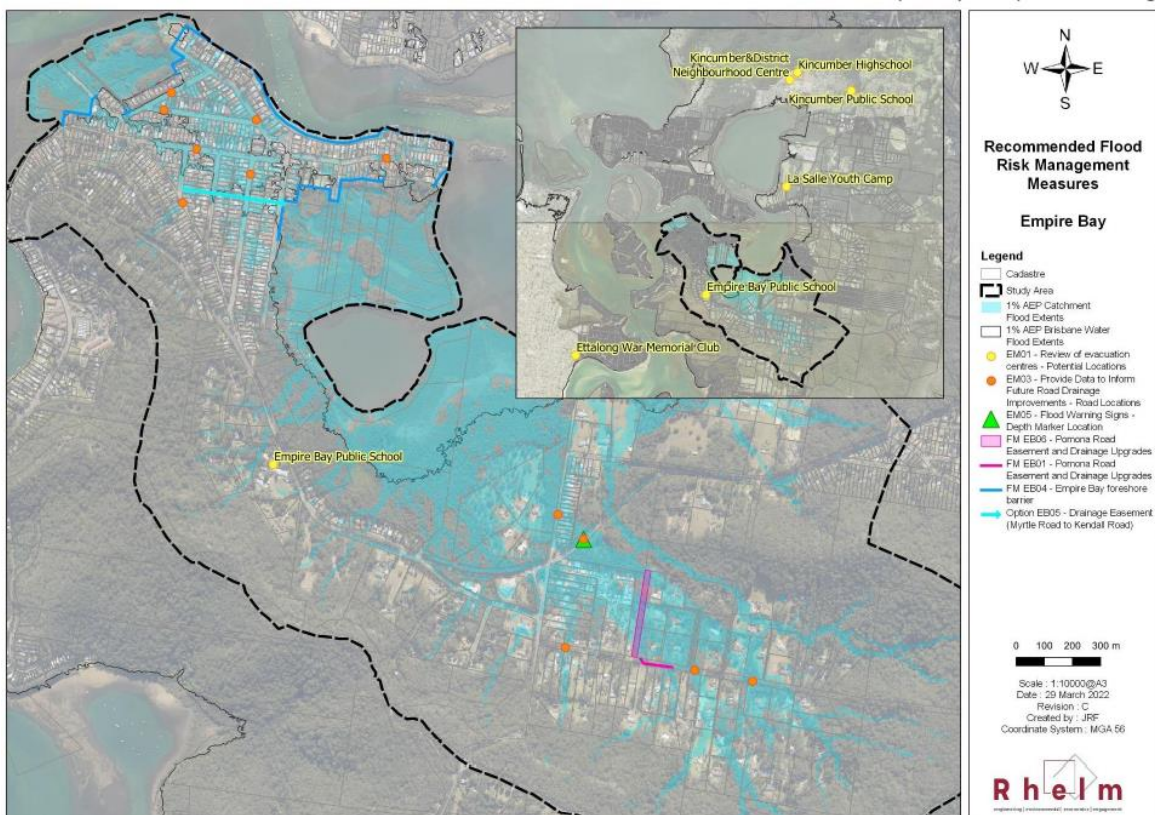 Kincumber&District
Neighbourhood Centre
Kincumber Highschool
Kincumber Public School
La Salle Youth Camp
Empire Bay Public School
Ettalong War Memorial Club
Empire Bay Public School
N
W E
S
Recommended Flood
Risk Management
Measures
Empire Bay
Legend
Cadastre
Study Area
1% AEP Catchment
Flood Extents
1% AEP Brisbane Water
Flood Extents
EM01 - Review of evacuation
centres - Potential Locations
EM03 - Provide Data to Inform
Future Road Drainage
Improvements - Road Locations
EM05 - Flood Warning Signs -
Depth Marker Location
FM EB06 - Pomona Road
Easement and Drainage Upgrades
FM EB01 - Pomona Road
Easement and Drainage Upgrades
FM EB04 - Empire Bay foreshore
barrier
Option EB05 - Drainage Easement
(Myrtle Road to Kendall Road)
0 100 200 300 m
Scale : 1:10000@A3
Date : 29 March 2022
Revision : C
Created by : JRF
Coordinate System : MGA 56
Rhelm